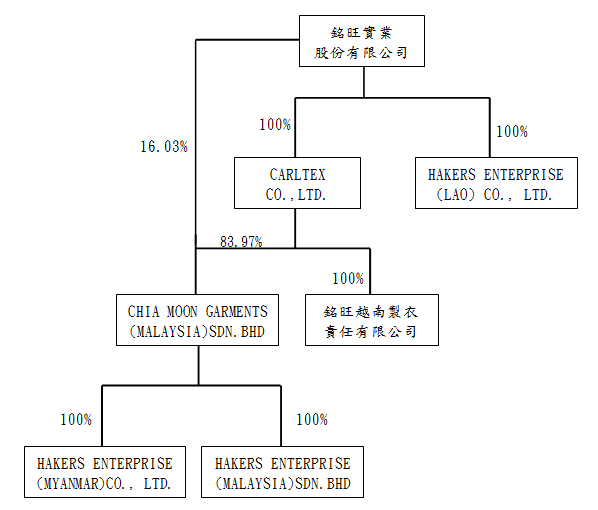 銘旺實業
股份有限公司
100%
100%
16.03%
CARLTEX
CO.,LTD.
HAKERS ENTERPRISE
(LAO) CO., LTD.
83.97%
100%
CHIA MOON GARMENTS
(MALAYSIA)SDN.BHD
銘旺越南製衣
責任有限公司
100%
100%
HAKERS ENTERPRISE
(MYANMAR)CO., LTD.
HAKERS ENTERPRISE
(MALAYSIA)SDN.BHD